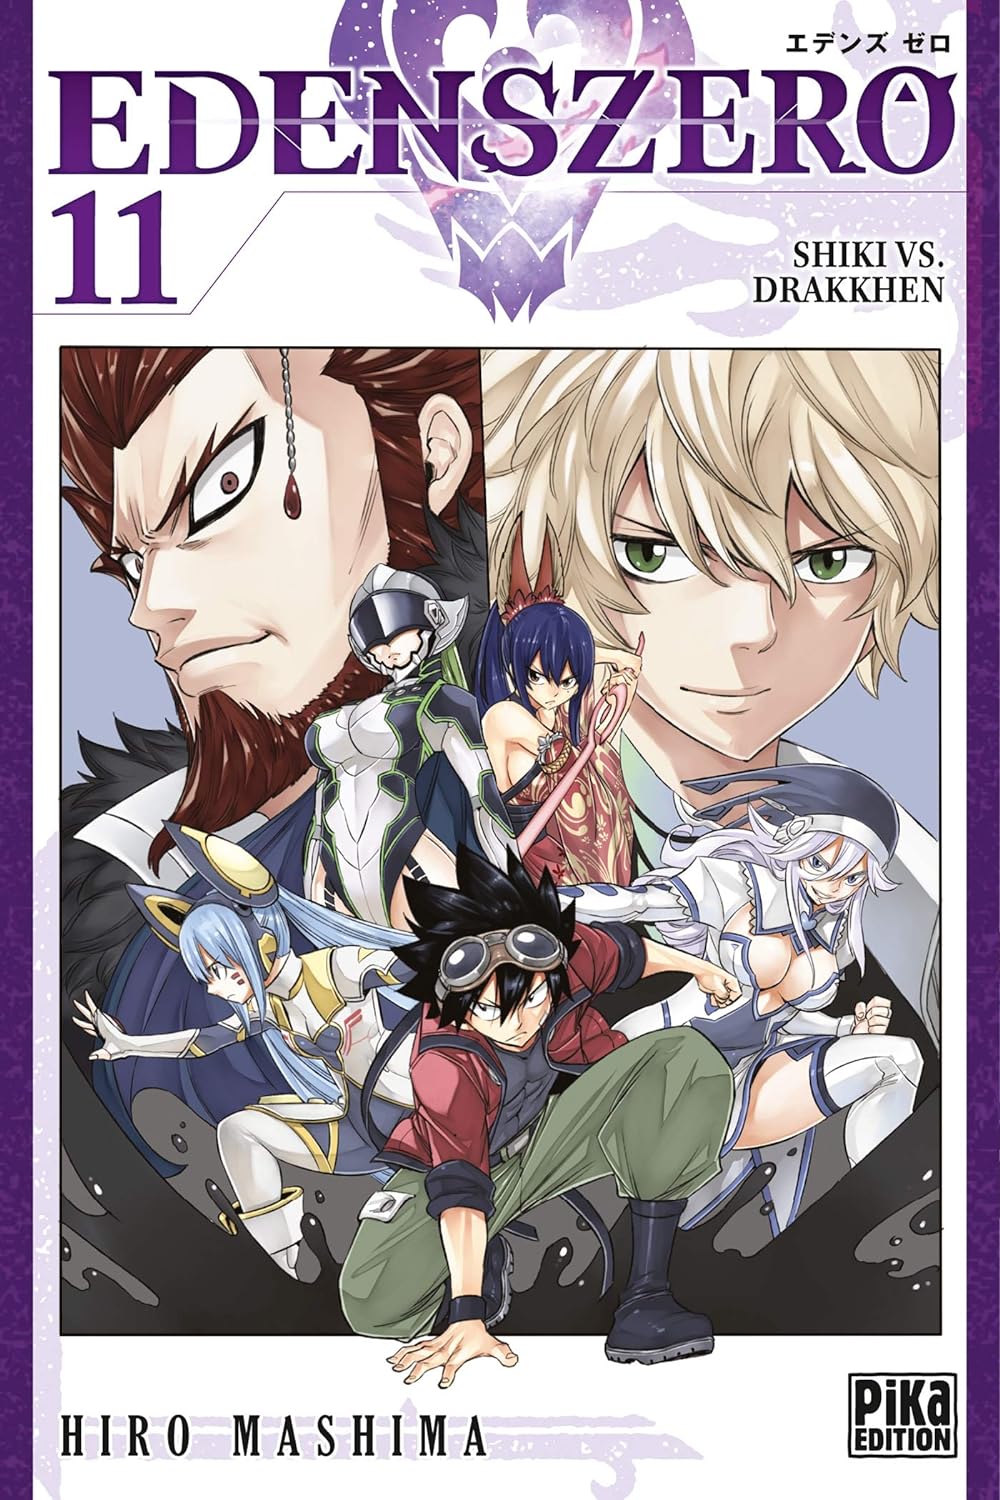 エデンズ ゼロ
EDENSZERO
11
SHIKI VS.
DRAKKHEN
HIRO MASHIMA
PiKa
EDITION